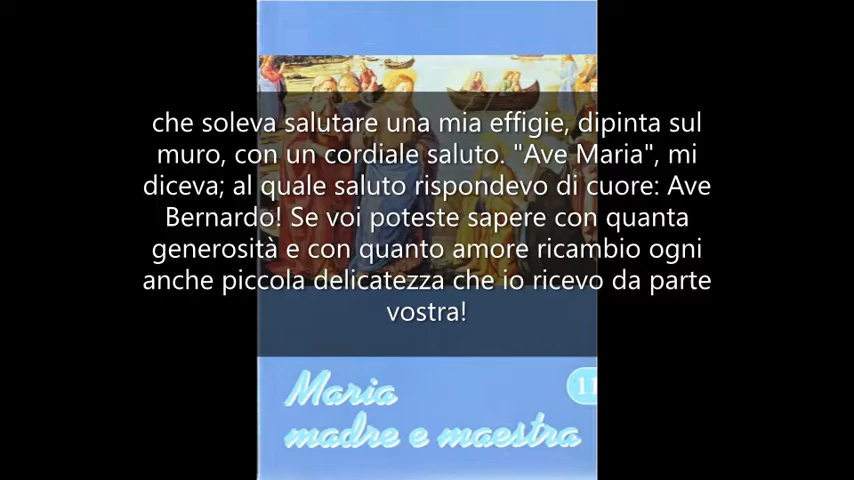 che soleva salutare una mia effigie, dipinta sul
muro, con un cordiale saluto. "Ave Maria", mi
diceva; al quale saluto rispondevo di cuore: Ave
Bernardo! Se voi poteste sapere con quanta
generosità e con quanto amore ricambio ogni
anche piccola delicatezza che io ricevo da parte
vostra!
Maria
11
madre e maestra